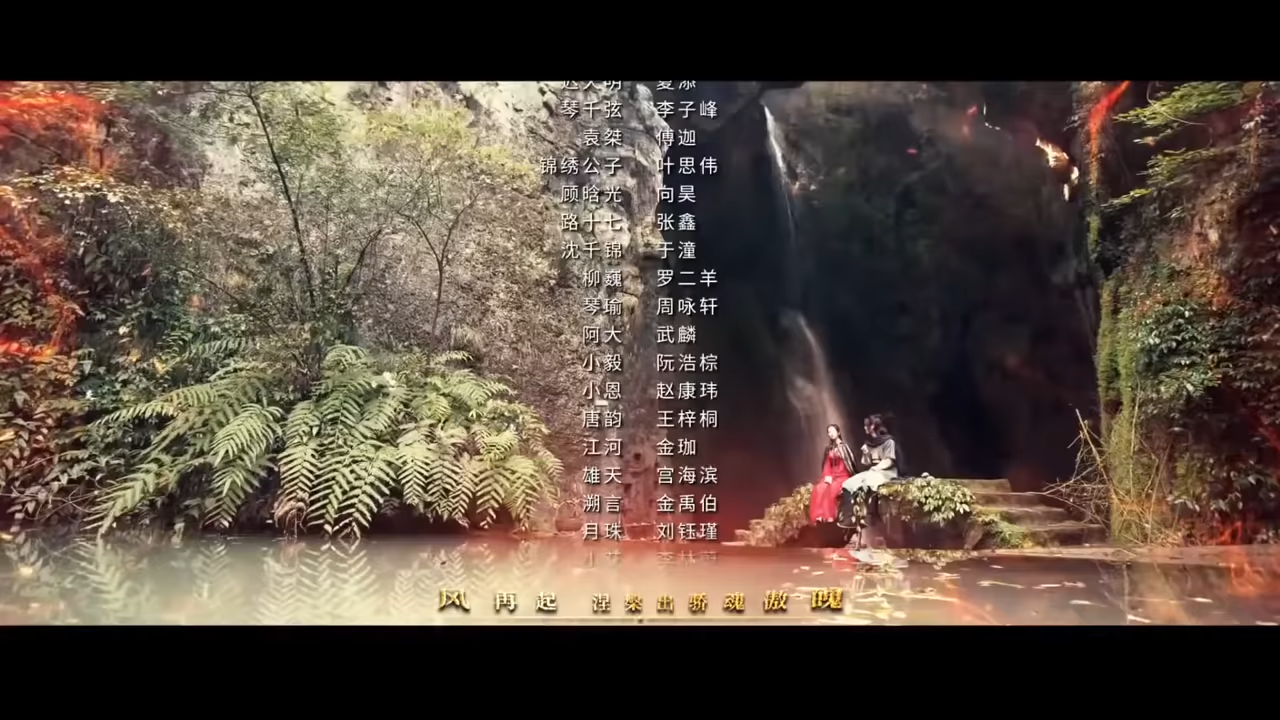 琴千弦 李子峰
袁桀 傅迦
锦绣公子 叶思伟
顾晗光 向昊
路十七 张鑫
沈千锦 于潼
柳巍 罗二羊
琴瑜 周咏轩
阿大 武麟
小毅 阮浩棕
小恩 赵康玮
唐韵 王梓桐
江河 金珈
雄天 宫海滨
溯言 金禹伯
月珠 刘钰瑾
风再起 涅槃出骄魂傲魄